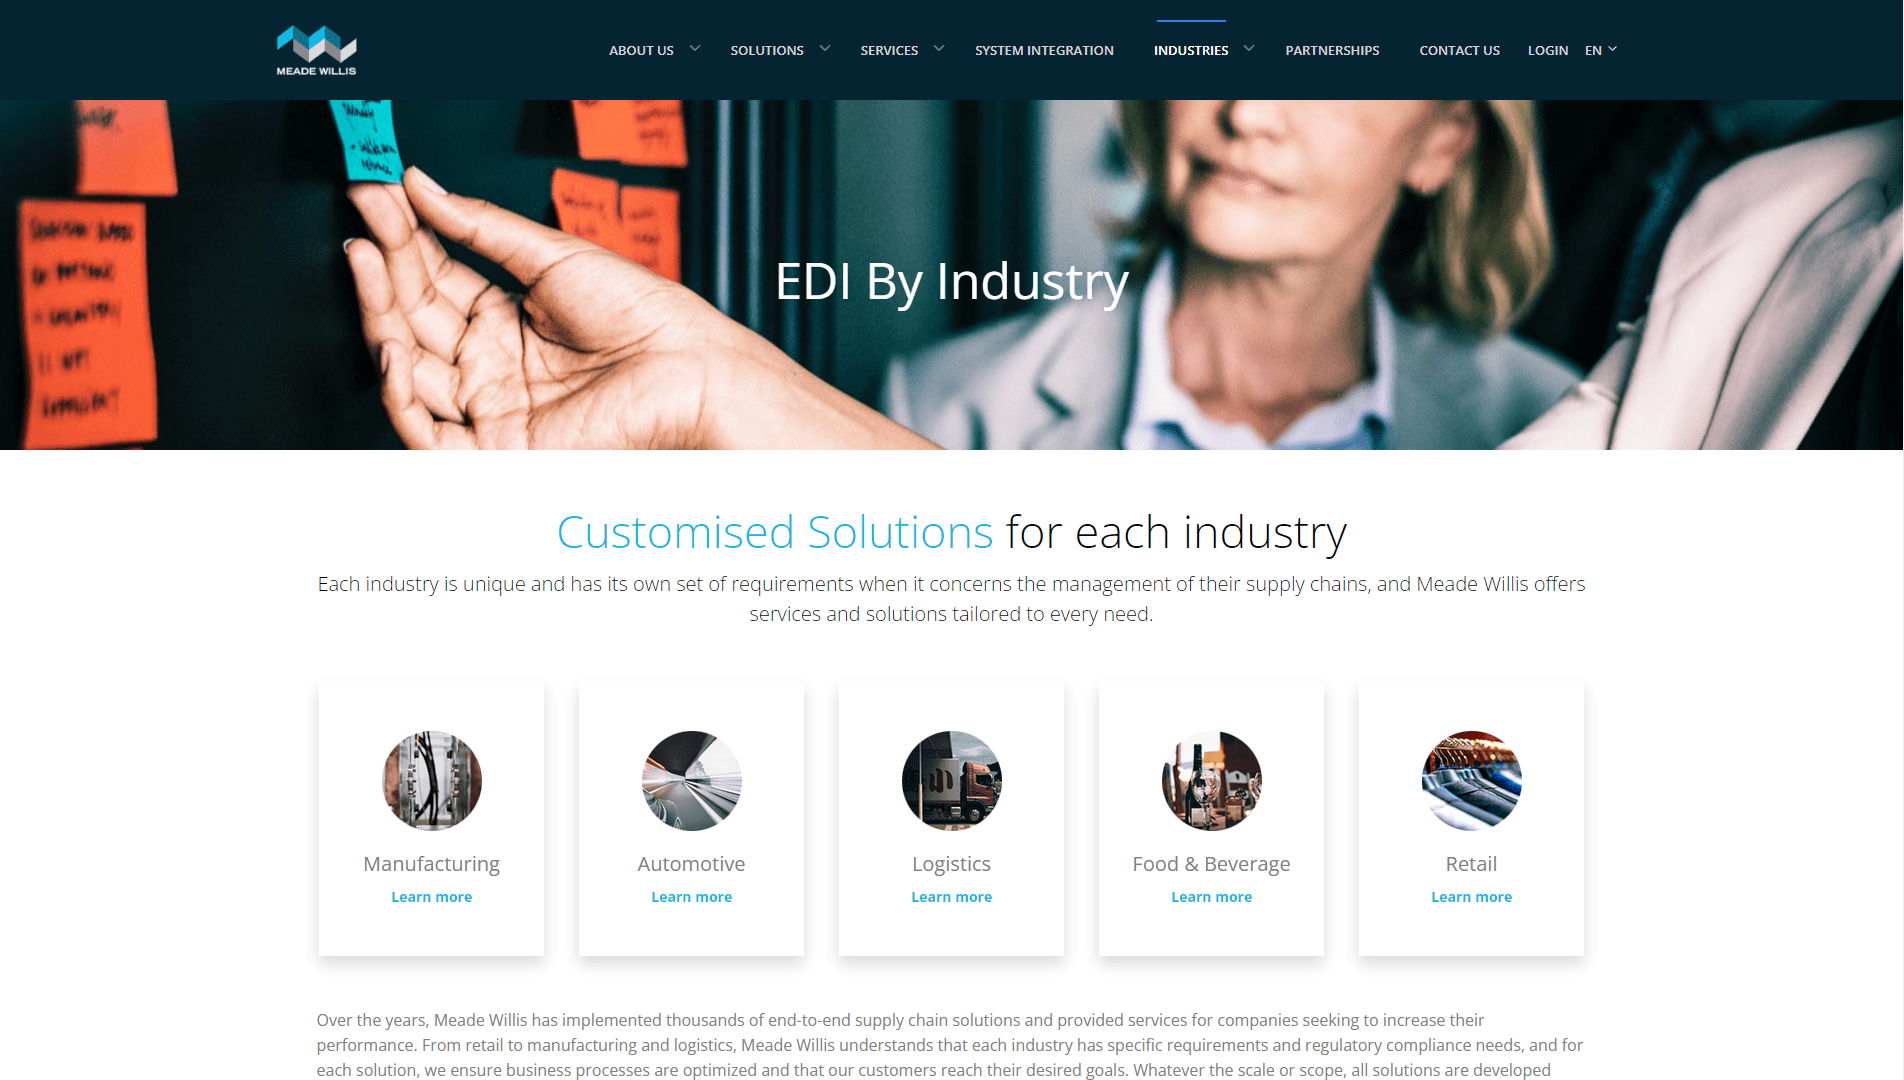 MEADE WILLIS
ABOUT US
SOLUTIONS
SERVICES
SYSTEM INTEGRATION
INDUSTRIES
PARTNERSHIPS
CONTACT US
LOGIN
EN
EDI By Industry
Customised Solutions for each industry
Each industry is unique and has its own set of requirements when it concerns the management of their supply chains, and Meade Willis offers
services and solutions tailored to every need.
Manufacturing
Learn more
Automotive
Learn more
Logistics
Learn more
Food & Beverage
Learn more
Retail
Learn more
Over the years, Meade Willis has implemented thousands of end-to-end supply chain solutions and provided services for companies seeking to increase their
performance. From retail to manufacturing and logistics, Meade Willis understands that each industry has specific requirements and regulatory compliance needs, and for
each solution, we ensure business processes are optimized and that our customers reach their desired goals. Whatever the scale or scope, all solutions are developed